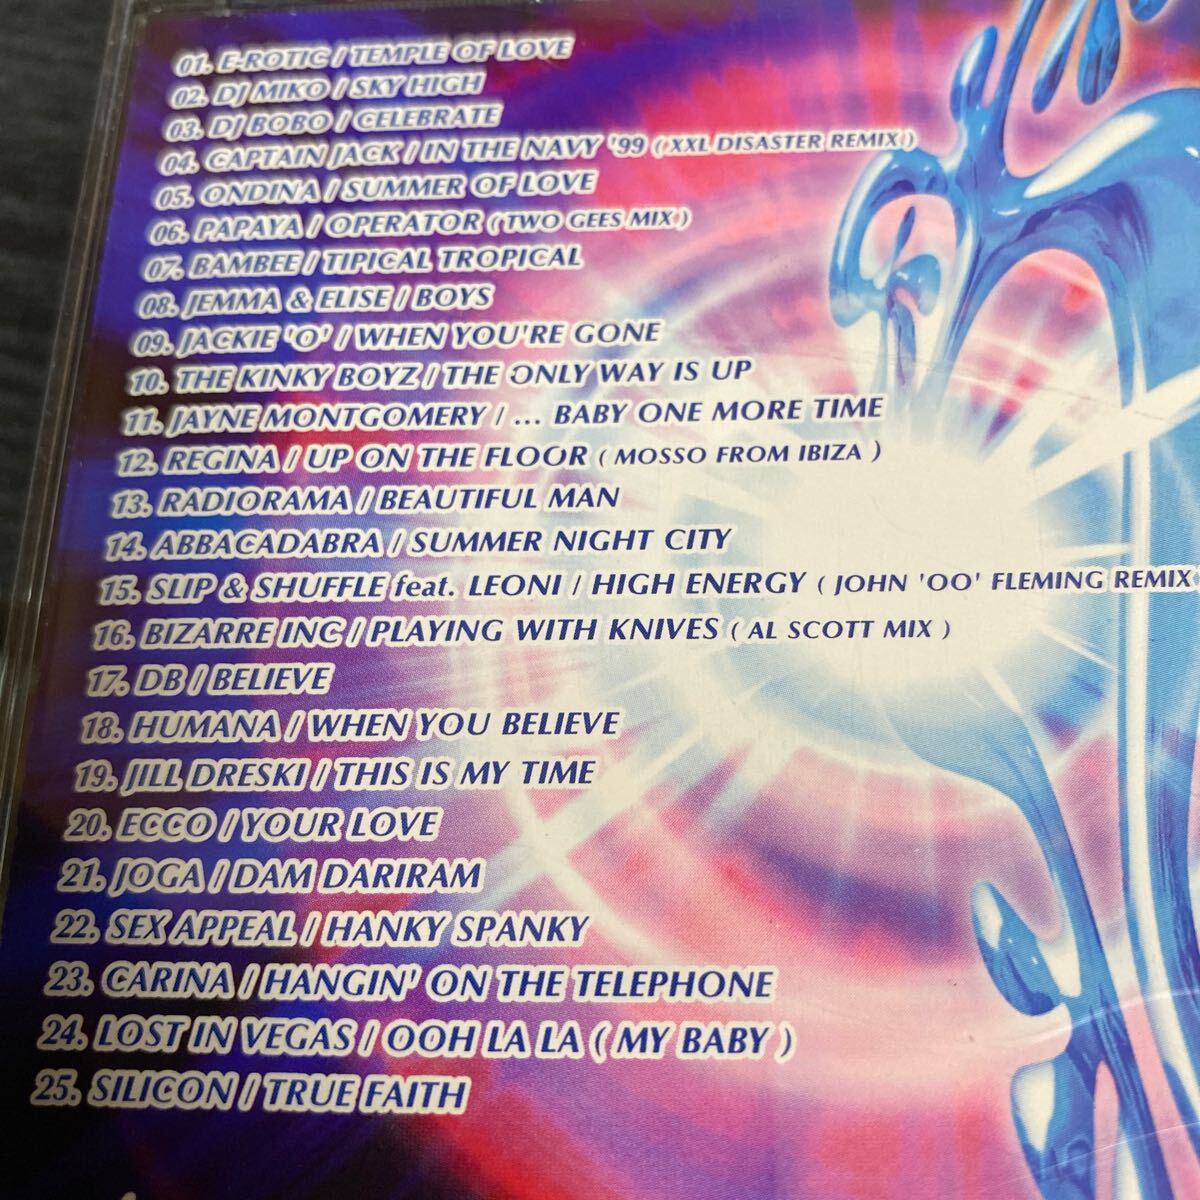 01. E-ROTIC / TEMPLE OF LOVE
02. DJ MIKO / SKY HIGH
03. DJ BOBO / CELEBRATE
04. CAPTAIN JACK / IN THE NAVY '99 ( XXL DISASTER REMIX )
05. ONDINA / SUMMER OF LOVE
06. PAPAYA / OPERATOR ( TWO GEES MIX )
07. BAMBEE / TIPICAL TROPICAL
08. JEMMA & ELISE / BOYS
09. JACKIE 'O' / WHEN YOU'RE GONE
10. THE KINKY BOYZ / THE ONLY WAY IS UP
11. JAYNE MONTGOMERY / ... BABY ONE MORE TIME
12. REGINA / UP ON THE FLOOR ( MOSSO FROM IBIZA )
13. RADIORAMA / BEAUTIFUL MAN
14. ABBACADABRA / SUMMER NIGHT CITY
15. SLIP & SHUFFLE feat. LEONI / HIGH ENERGY ( JOHN 'OO' FLEMING REMIX
16. BIZARRE INC / PLAYING WITH KNIVES ( AL SCOTT MIX )
17. DB / BELIEVE
18. HUMANA / WHEN YOU BELIEVE
19. JILL DRESKI / THIS IS MY TIME
20. ECCO / YOUR LOVE
21. JOGA / DAM DARIRAM
22. SEX APPEAL / HANKY SPANKY
23. CARINA / HANGIN' ON THE TELEPHONE
24. LOST IN VEGAS / OOH LA LA ( MY BABY )
25. SILICON / TRUE FAITH